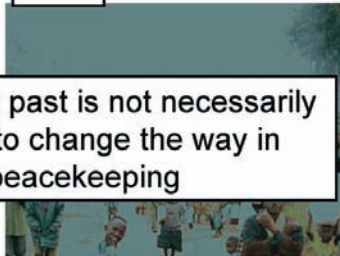 past is not necessarily
to change the way in
peacekeeping